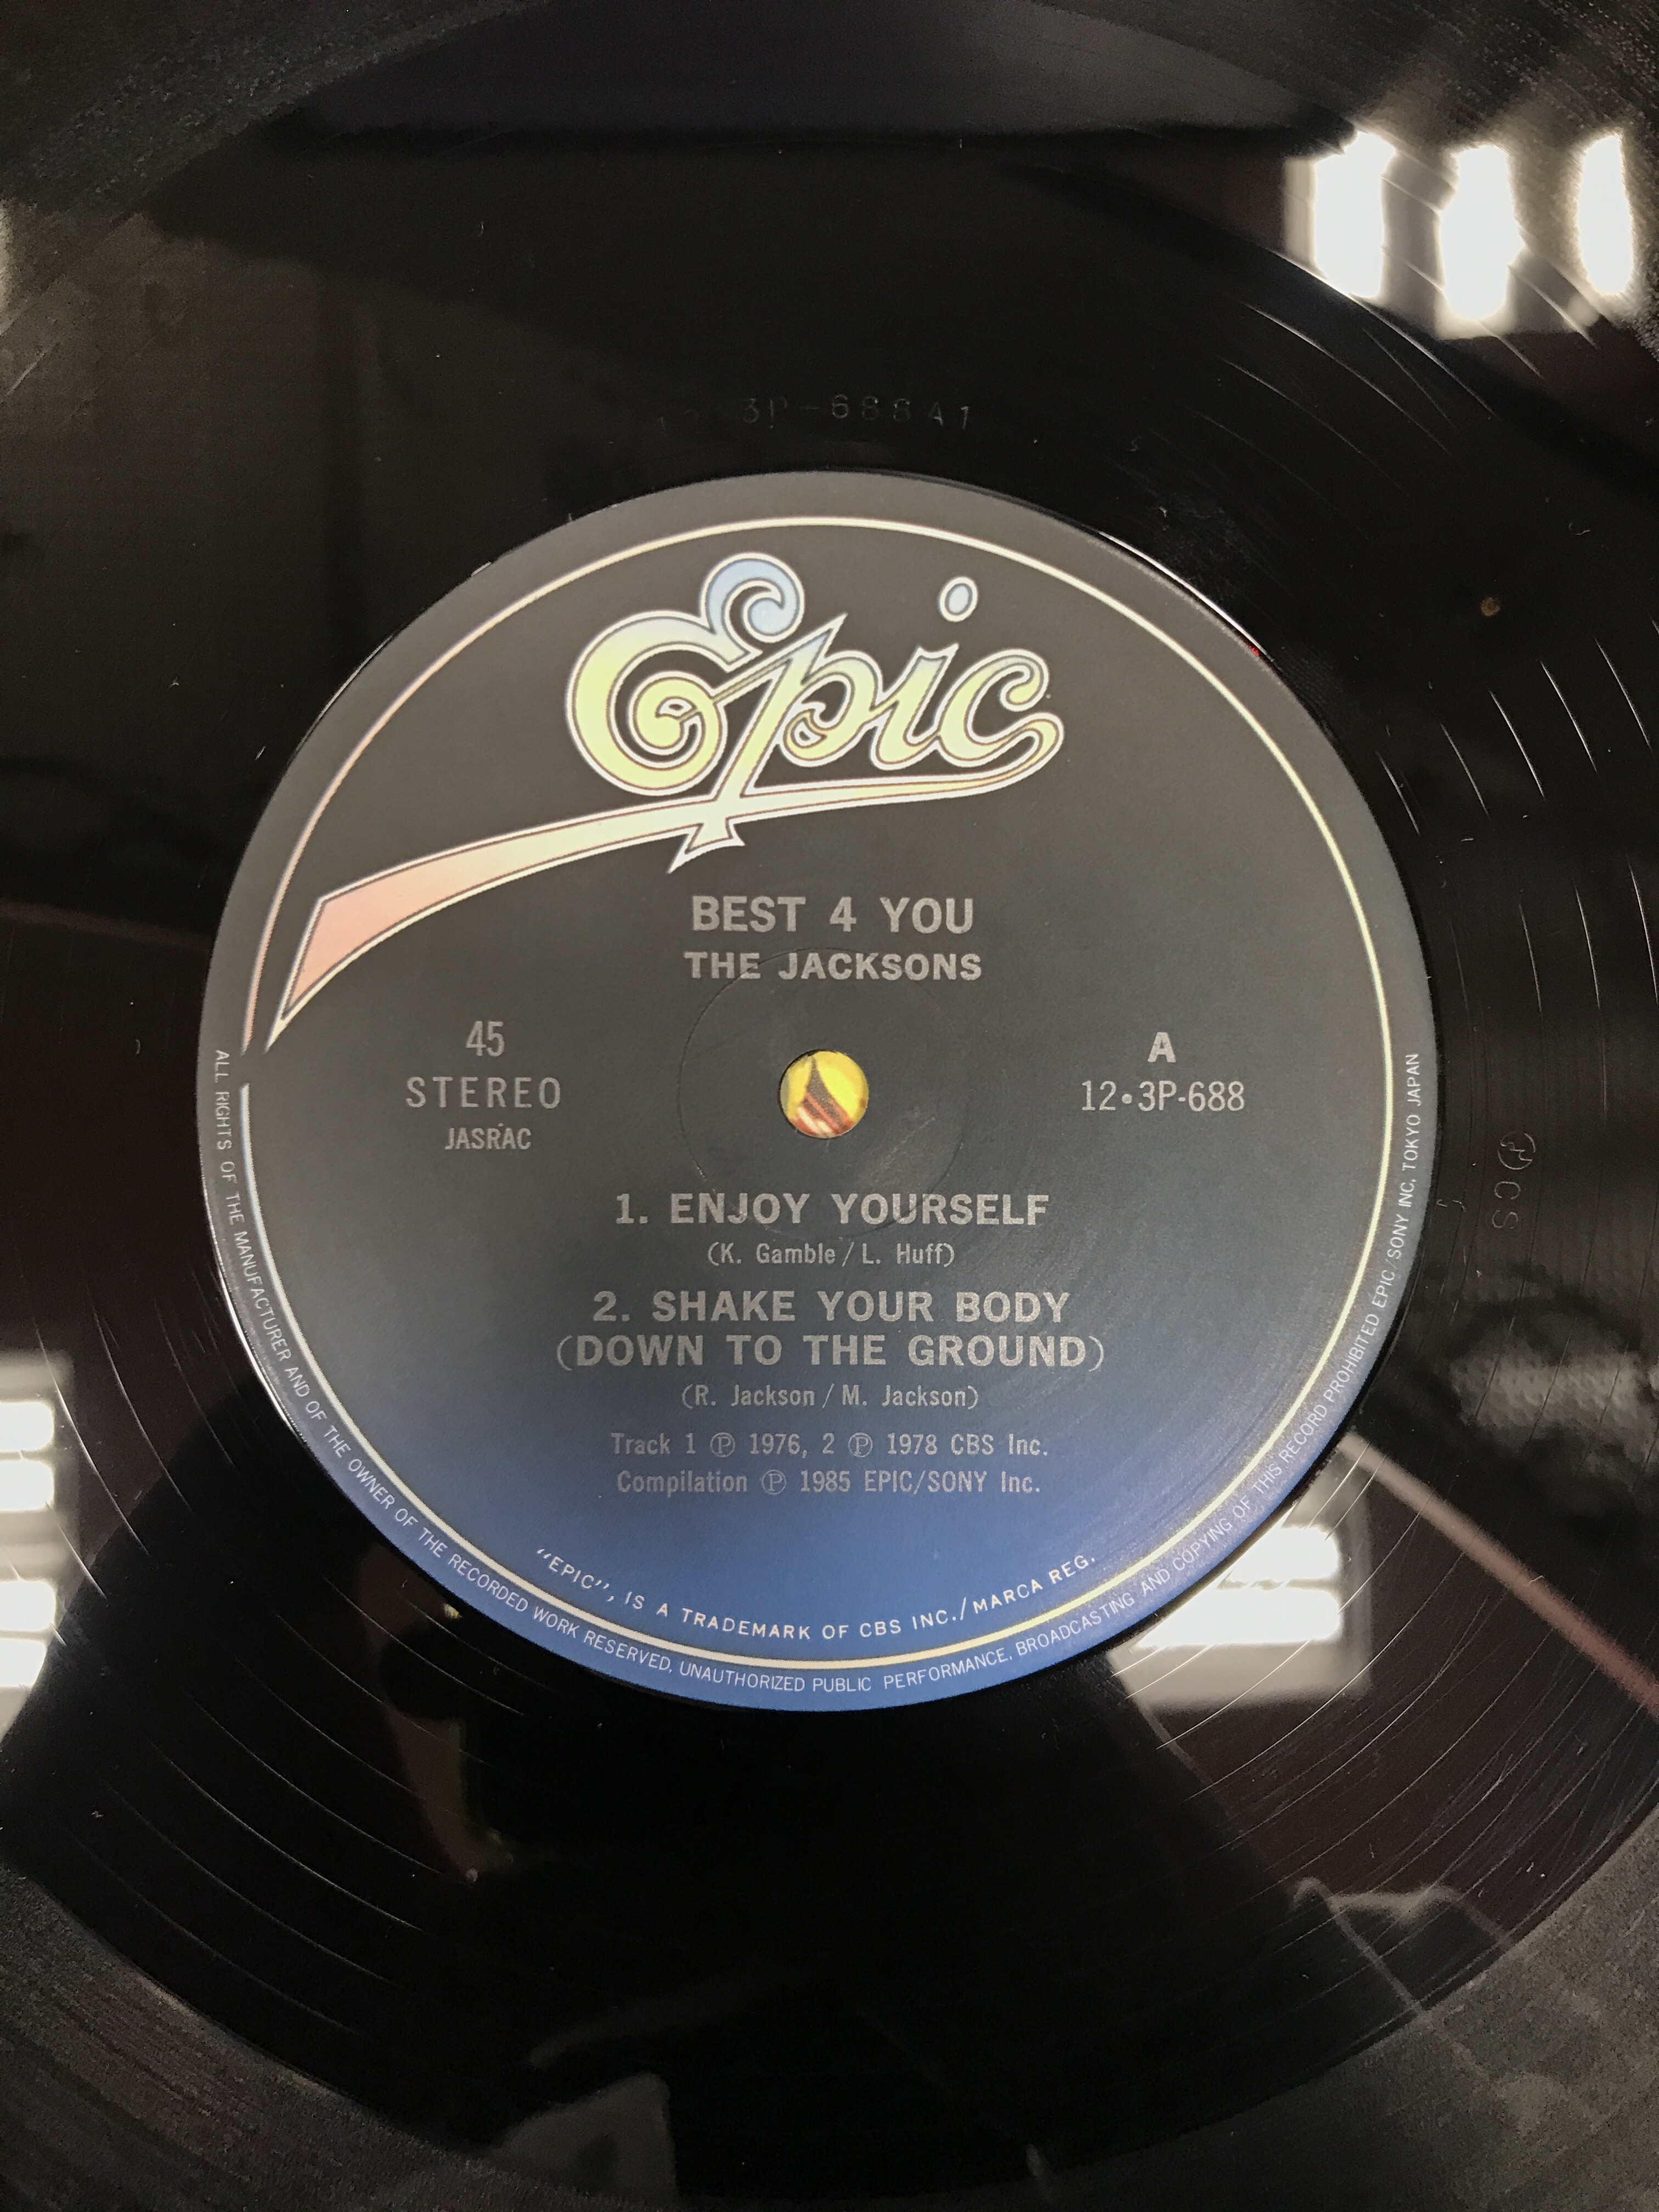 12 3P-688A1
Epic
BEST 4 YOU
THE JACKSONS
45
STEREO
JASRAC
A
12•3P-688
1. ENJOY YOURSELF
(K. Gamble / L. Huff)
2. SHAKE YOUR BODY
(DOWN TO THE GROUND)
(R. Jackson / M. Jackson)
Track 1 Ⓟ 1976, 2 Ⓟ 1978 CBS Inc.
Compilation Ⓟ 1985 EPIC/SONY Inc.
"EPIC", IS A TRADEMARK OF CBS INC./MARCA REG.
ALL RIGHTS OF THE MANUFACTURER AND OF THE OWNER OF THE RECORDED WORK RESERVED, UNAUTHORIZED PUBLIC PERFORMANCE, BROADCASTING AND COPYING OF THIS RECORD PROHIBITED EPIC/SONY INC. TOKYO JAPAN
CS